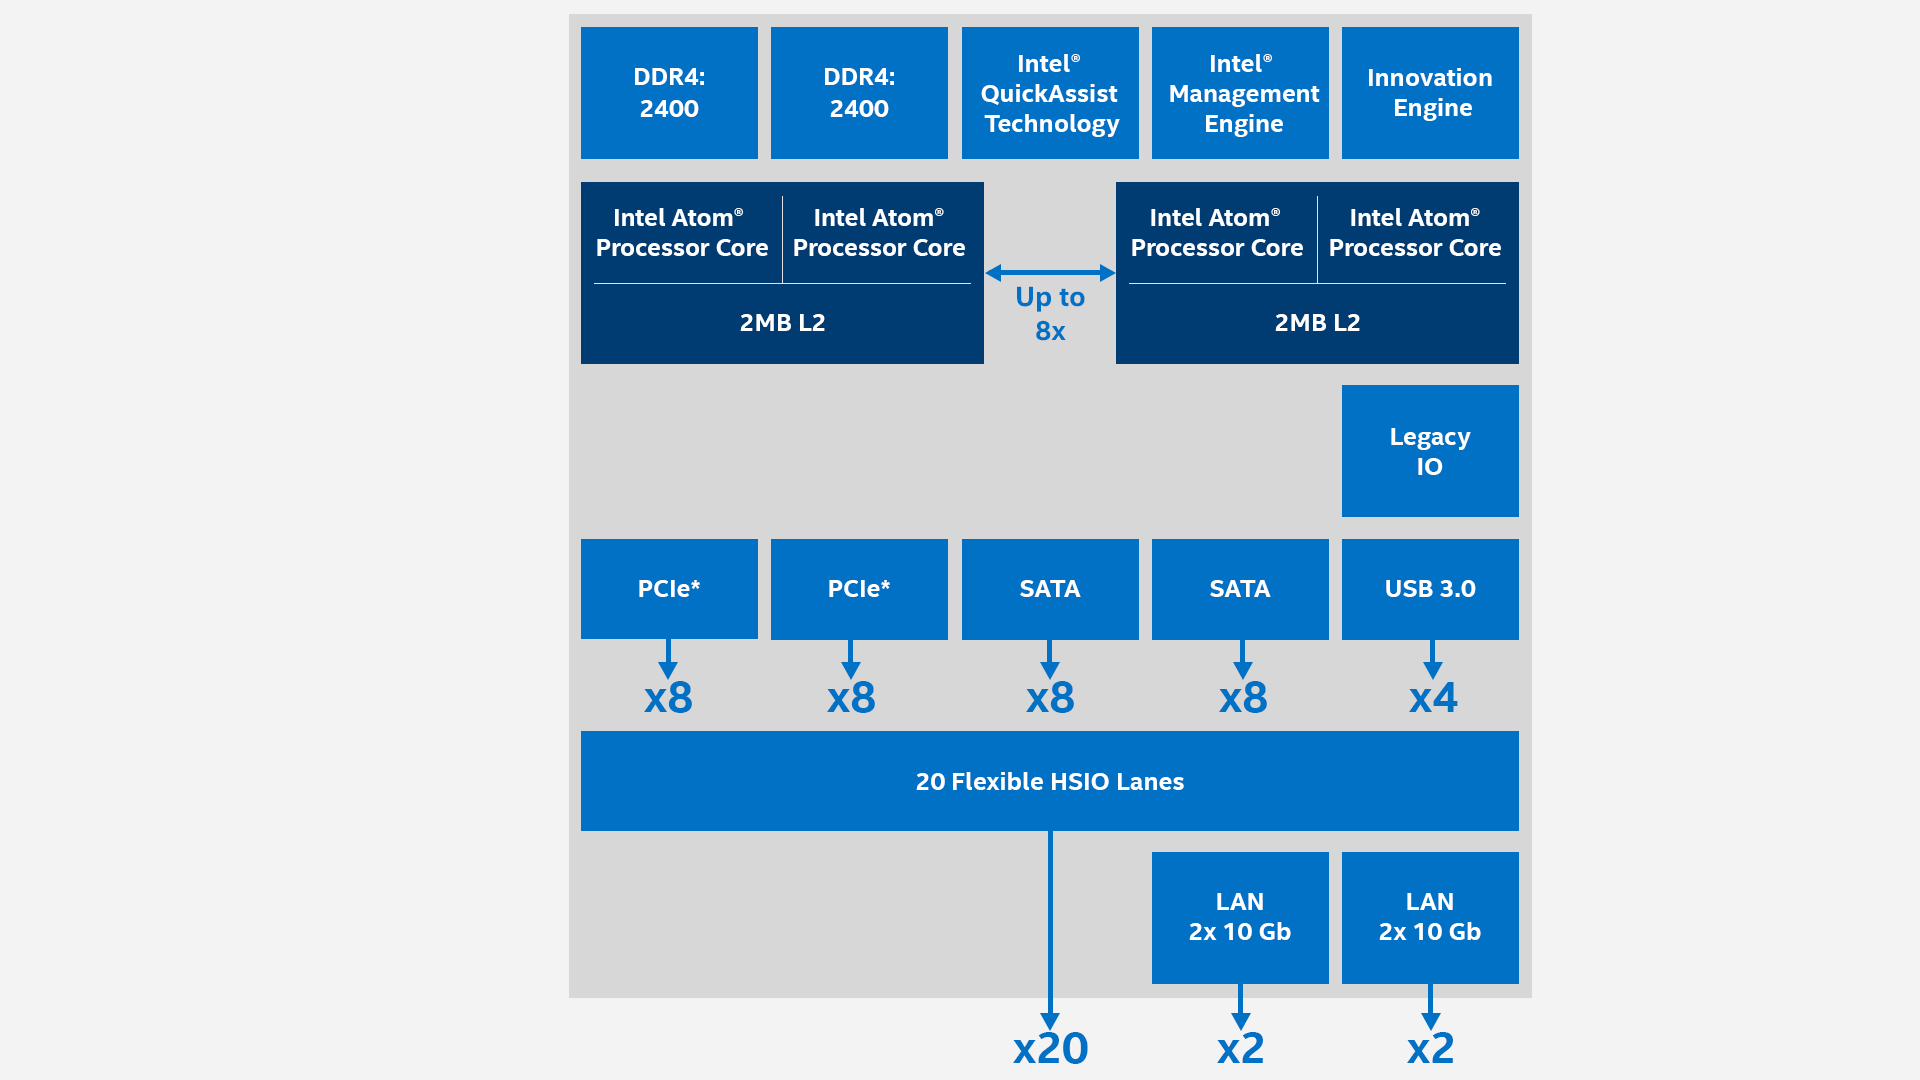 DDR4:
2400
DDR4:
2400
Intel®
QuickAssist
Technology
Intel®
Management
Engine
Innovation
Engine
Intel Atom®
Processor Core
Intel Atom®
Processor Core
2MB L2
Up to
8x
Intel Atom®
Processor Core
Intel Atom®
Processor Core
2MB L2
Legacy
IO
PCIe*
PCIe*
SATA
SATA
USB 3.0
x8
x8
x8
x8
x4
20 Flexible HSIO Lanes
LAN
2x 10 Gb
LAN
2x 10 Gb
x20
x2
x2